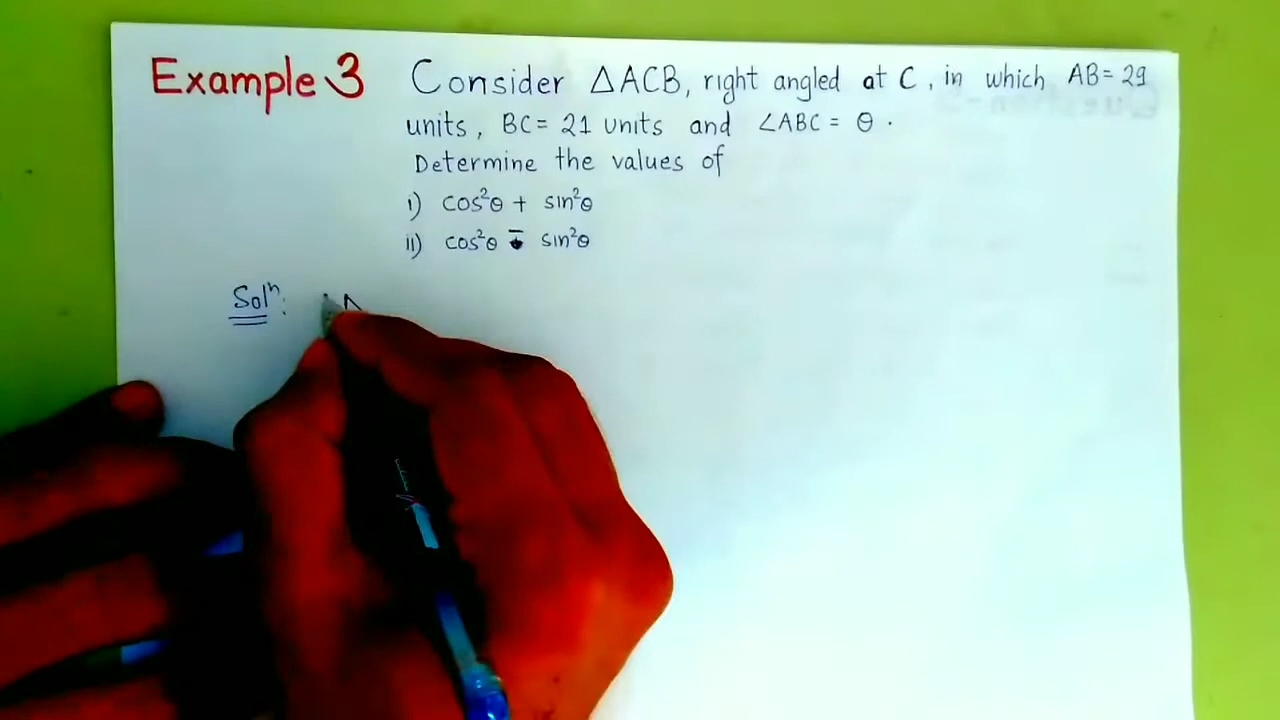 Example 3 Consider △ACB, right angled at C, in which AB = 29
units, BC = 21 units and ∠ABC = θ.
Determine the values of
i) cos²θ + sin²θ
ii) cos²θ - sin²θ
Solⁿ: